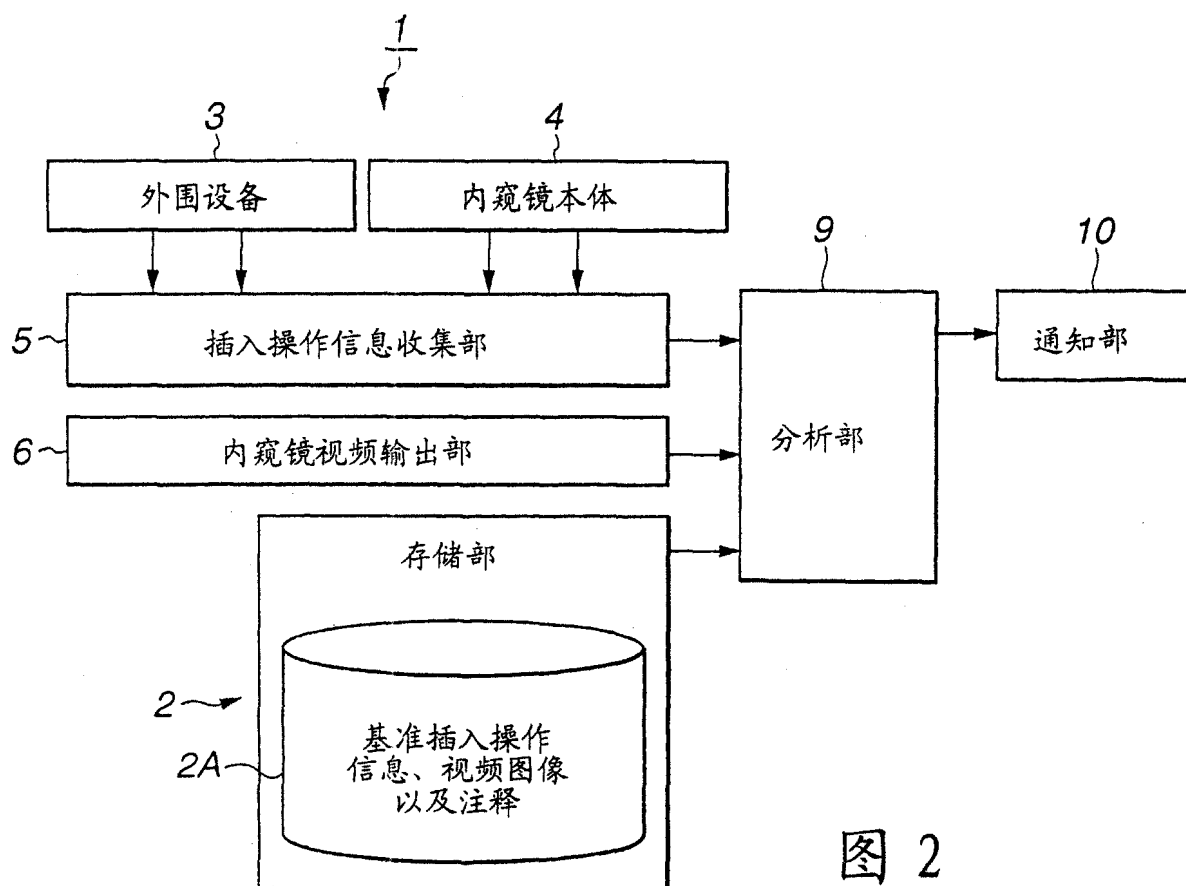 1
3
4
外围设备
内窥镜本体
9
10
5
插入操作信息收集部
通知部
6
内窥镜视频输出部
分析部
存储部
2
2A
基准插入操作
信息、视频图像
以及注释
图 2